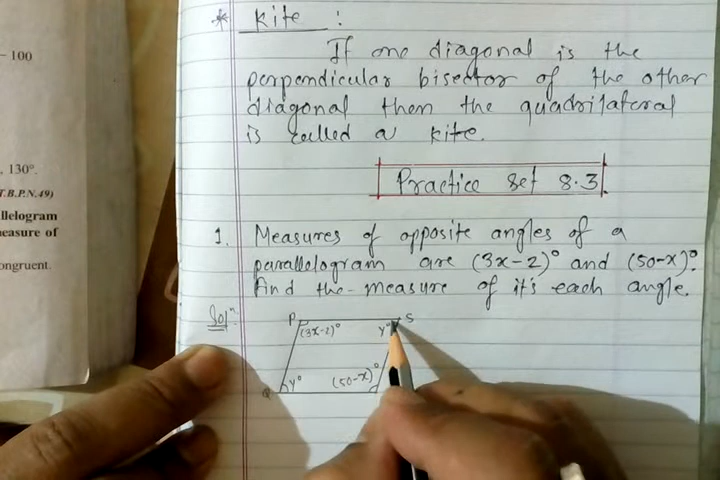 - 100
, 130°.
T.B.P.N. 49)
llelogram
easure of
ongruent.
* kite :
If one diagonal is the
perpendicular bisector of the other
diagonal then the quadrilateral
is called a kite.
Practice Set 8.3
1. Measures of opposite angles of a
parallelogram are (3x-2)° and (50-x)°.
find the measure of it's each angle.
Solⁿ:
P S
(3x-2)° y°
Q y° (50-x)°